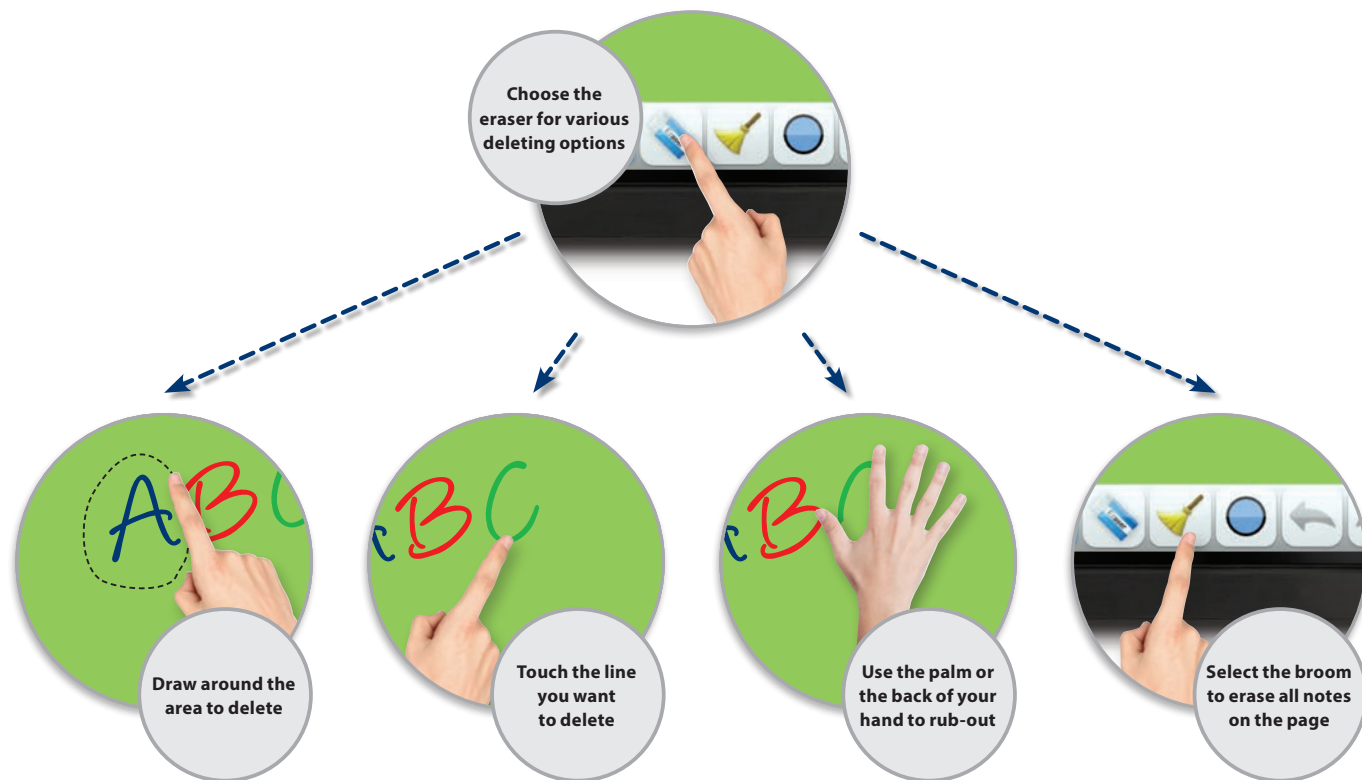 Choose the
eraser for various
deleting options
A B C
A B C
A B C
Draw around the
area to delete
Touch the line
you want
to delete
Use the palm or
the back of your
hand to rub-out
Select the broom
to erase all notes
on the page